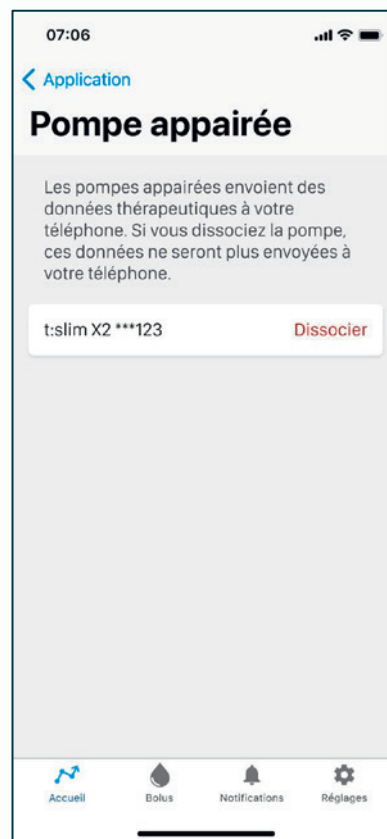 07:06
Application
Pompe appairée
Les pompes appairées envoient des
données thérapeutiques à votre
téléphone. Si vous dissociez la pompe,
ces données ne seront plus envoyées à
votre téléphone.
t:slim X2 ***123 Dissocier
Accueil Bolus Notifications Réglages